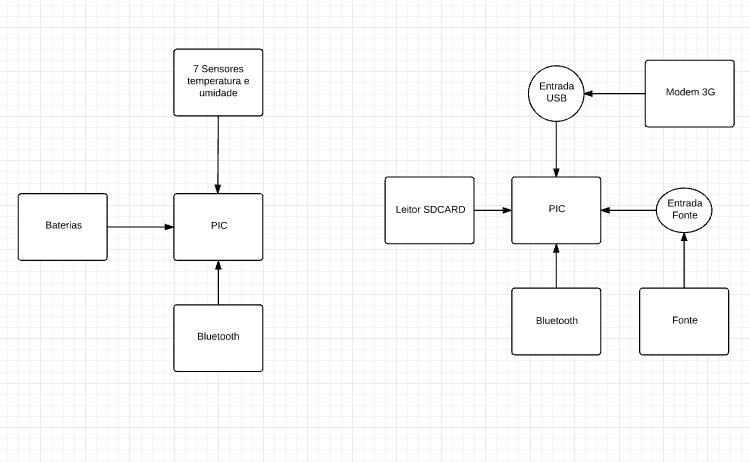 7 Sensores
temperatura e
umidade
Baterias
PIC
Bluetooth
Entrada
USB
Modem 3G
Leitor SDCARD
PIC
Entrada
Fonte
Bluetooth
Fonte